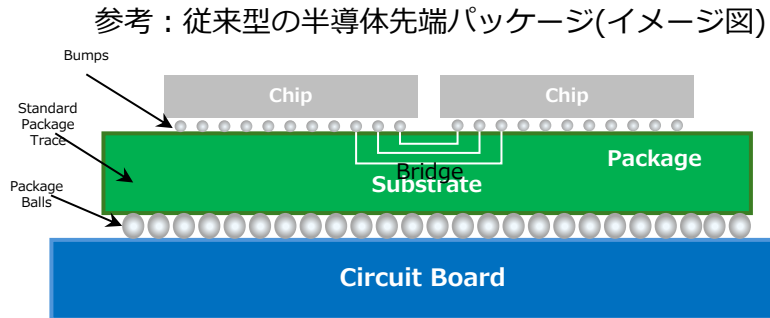 参考：従来型の半導体先端パッケージ(イメージ図)
Bumps
Chip
Chip
Standard
Package
Trace
Package
Bridge
Substrate
Package
Balls
Circuit Board